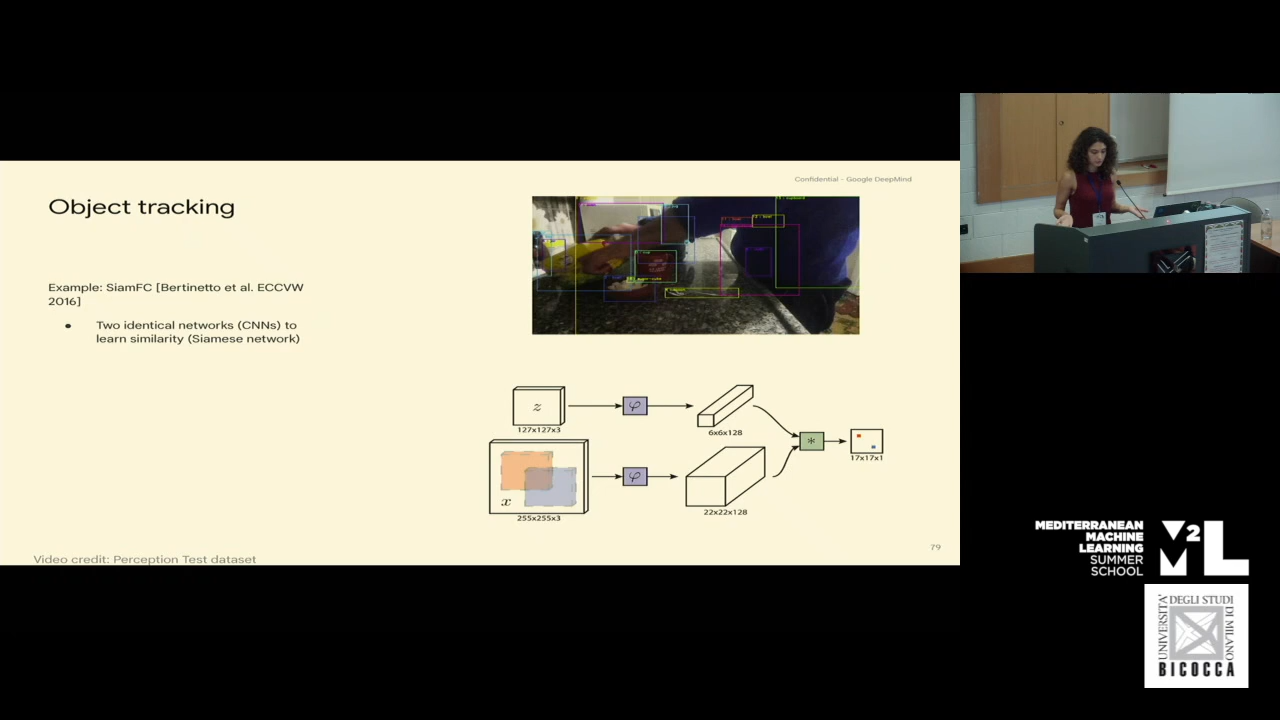 Confidential - Google DeepMind
Object tracking
Example: SiamFC [Bertinetto et al. ECCVW
2016]
● Two identical networks (CNNs) to
learn similarity (Siamese network)
z
φ
127x127x3
6x6x128
*
17x17x1
x
φ
255x255x3
22x22x128
79
Video credit: Perception Test dataset
MEDITERRANEAN
MACHINE
LEARNING
SUMMER
SCHOOL
M2L
UNIVERSITA'
DEGLI STUDI
DI MILANO
BICOCCA